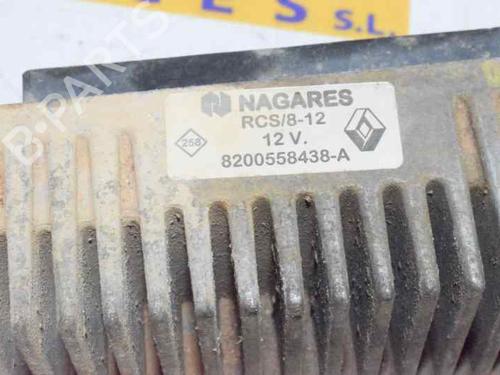 E S S.L.
B-PARTS
NAGARES
RCS/8-12
258
12 V.
8200558438-A